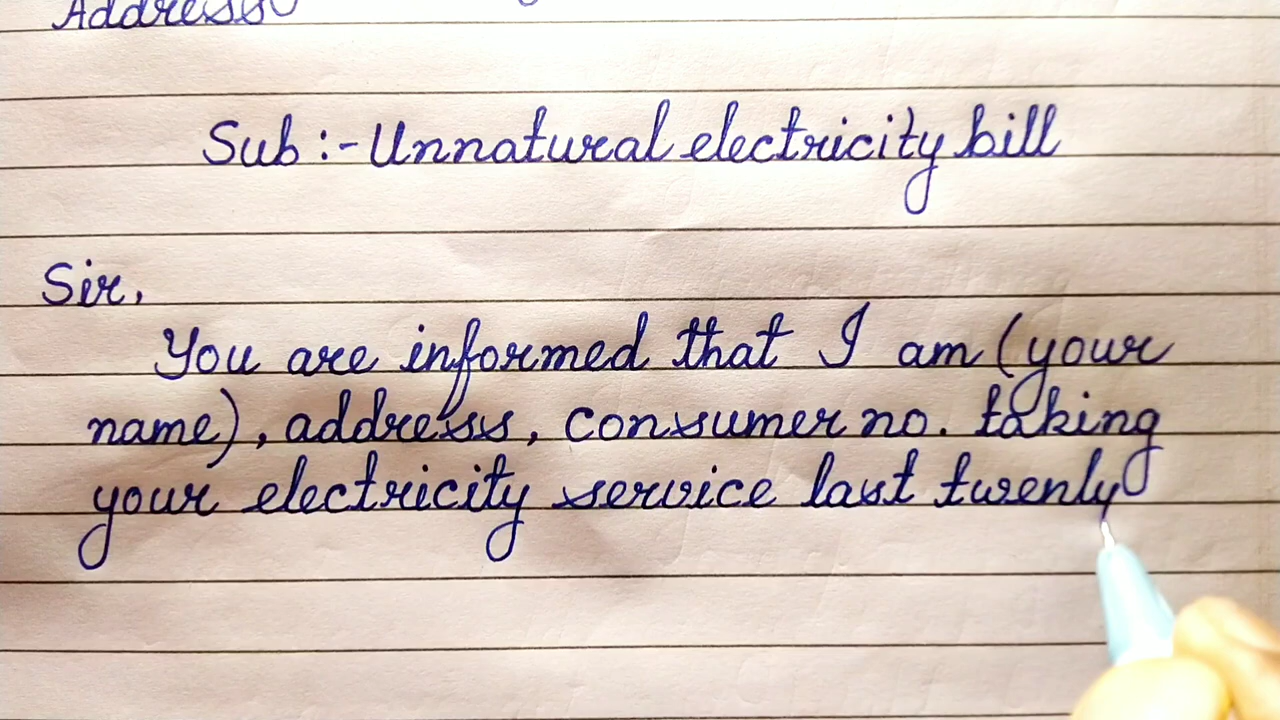 Address
Sub :- Unnatural electricity bill
Sir,
You are informed that I am (your
name), address, consumer no. taking
your electricity service last twenty